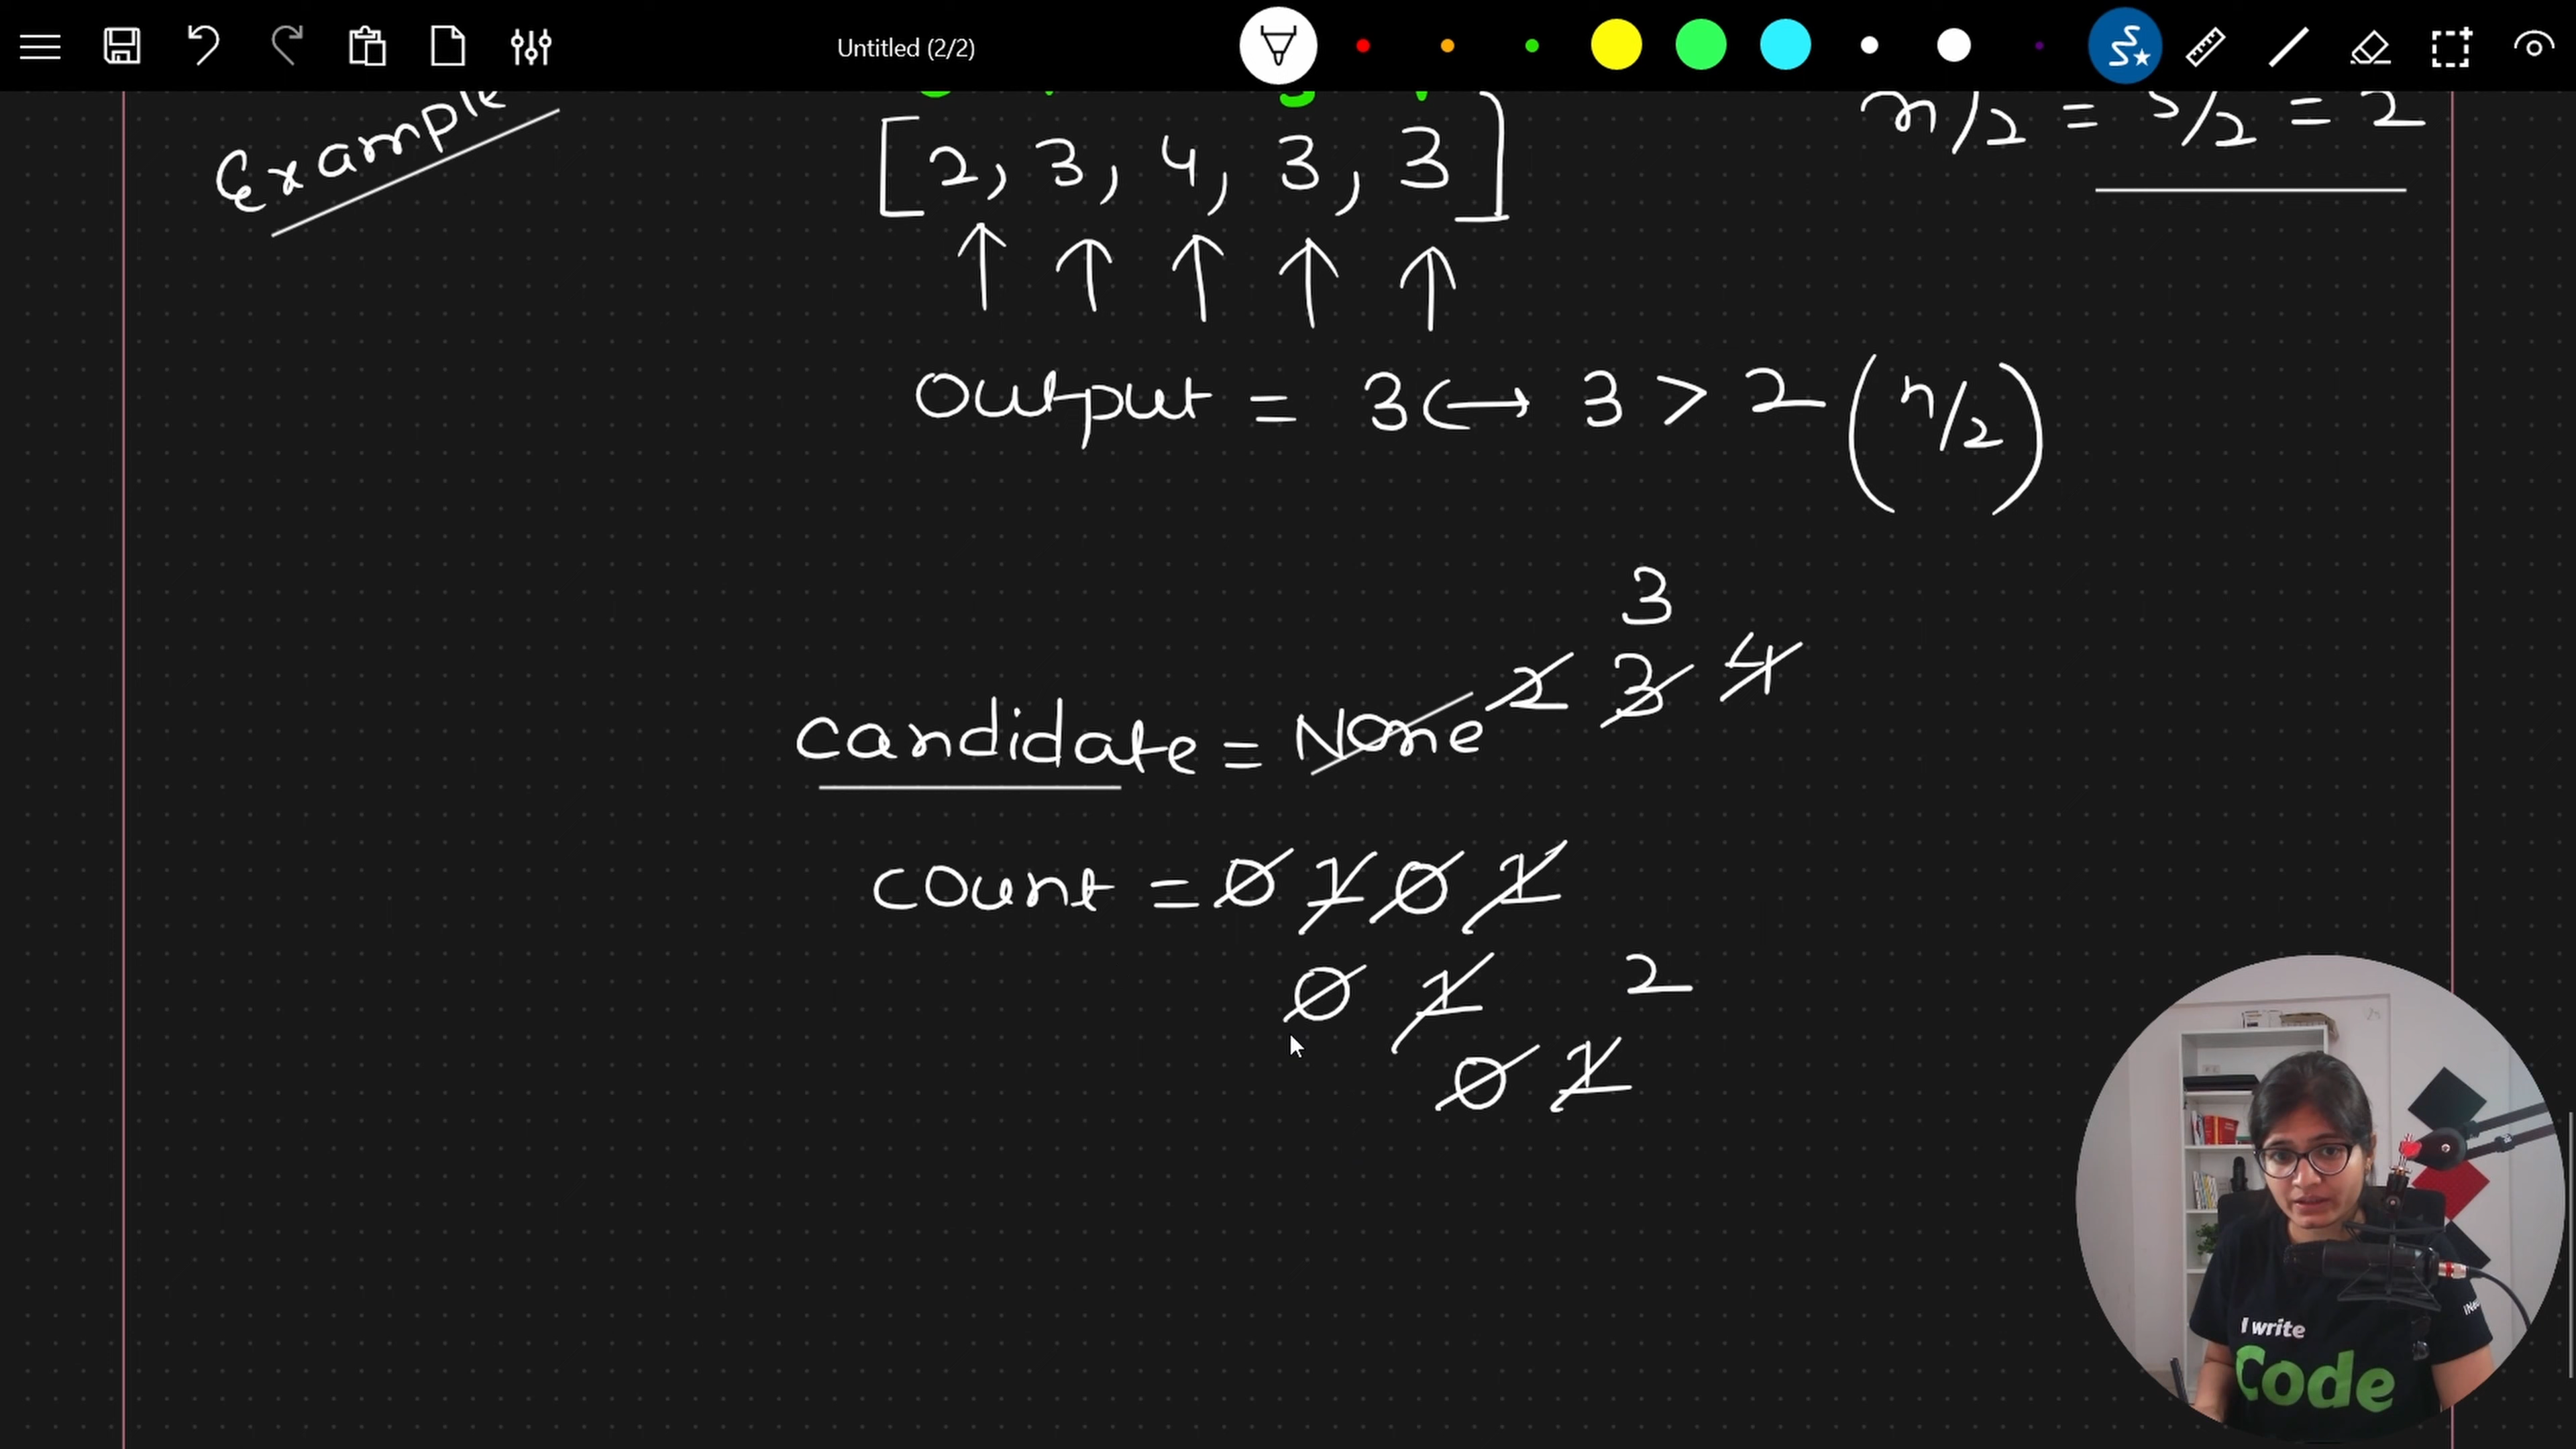 Untitled (2/2)
Example
n/2 = 5/2 = 2
[2, 3, 4, 3, 3]
↑ ↑ ↑ ↑ ↑
Output = 3 ↔ 3 > 2 (n/2)
3
candidate = None 2 3 4
count = 0 1 0 1
0 1 2
0 1
I write
Code